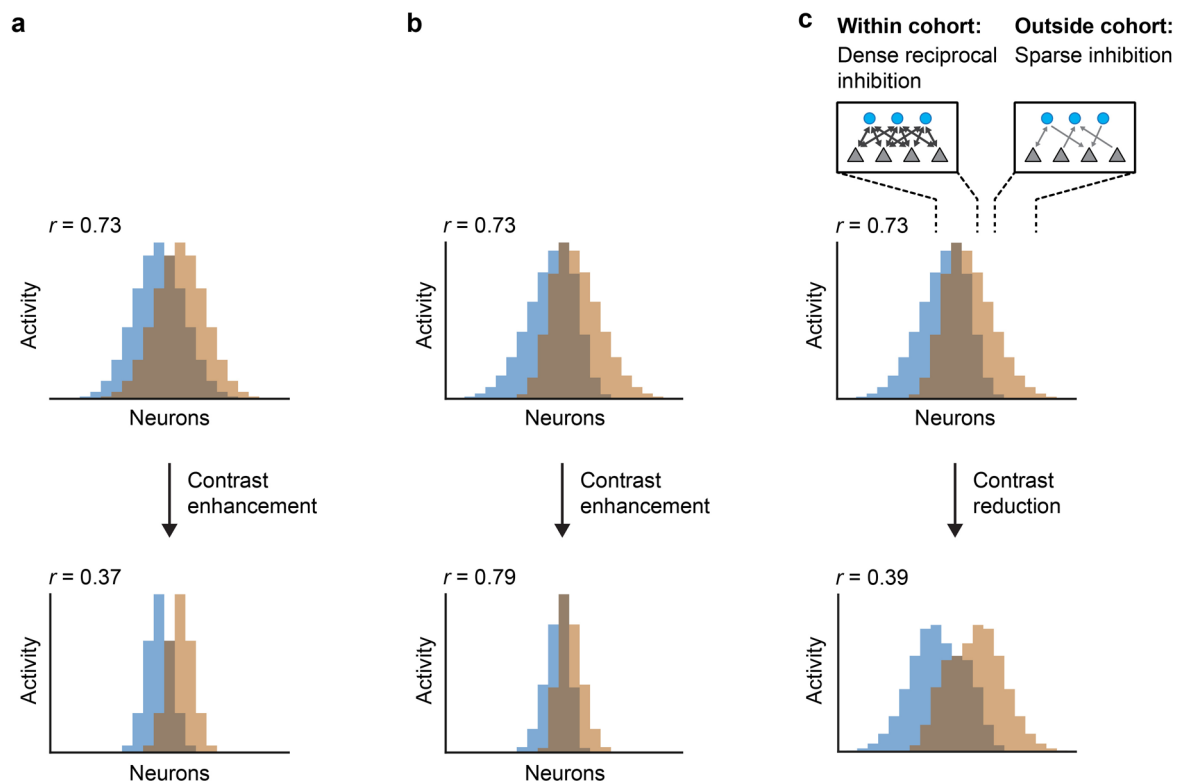 a
r = 0.73
Activity
Neurons
Contrast
enhancement
r = 0.37
Activity
Neurons
b
r = 0.73
Activity
Neurons
Contrast
enhancement
r = 0.79
Activity
Neurons
c
Within cohort:
Dense reciprocal
inhibition
Outside cohort:
Sparse inhibition
r = 0.73
Activity
Neurons
Contrast
reduction
r = 0.39
Activity
Neurons